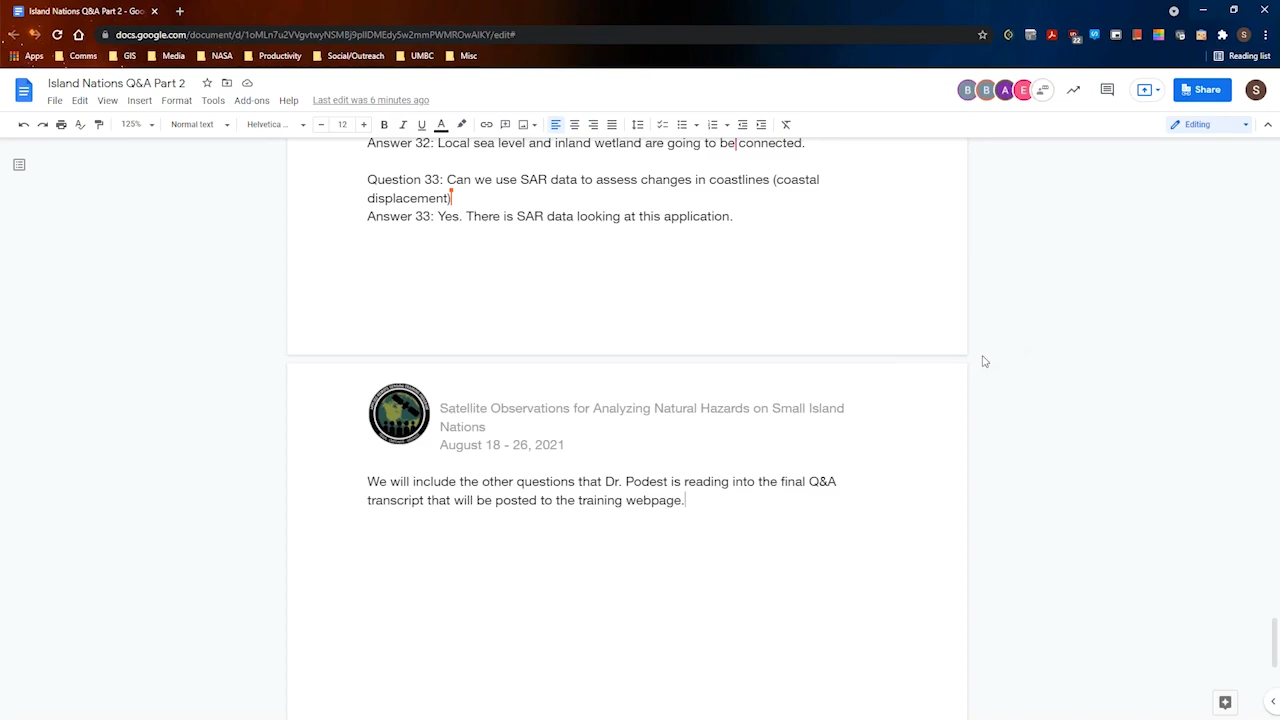 Island Nations Q&A Part 2 - Goo
docs.google.com/document/d/1oMLn7u2VVgvtwyNSMBj9plIDMEdy5w2mmPWMROwAlKY/edit#
Apps Comms GIS Media NASA Productivity Social/Outreach UMBC Misc Reading list
Island Nations Q&A Part 2
File Edit View Insert Format Tools Add-ons Help Last edit was 6 minutes ago
B B A E Share S
125% Normal text Helvetica ... 12 B I U A Editing
Answer 32: Local sea level and inland wetland are going to be connected.
Question 33: Can we use SAR data to assess changes in coastlines (coastal
displacement)
Answer 33: Yes. There is SAR data looking at this application.
Satellite Observations for Analyzing Natural Hazards on Small Island
Nations
August 18 - 26, 2021
We will include the other questions that Dr. Podest is reading into the final Q&A
transcript that will be posted to the training webpage.